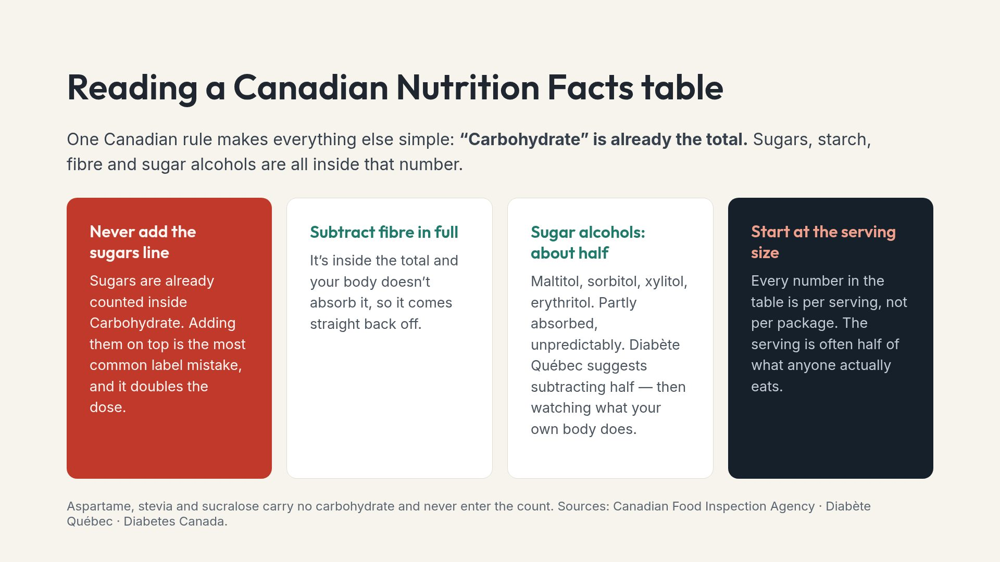 Reading a Canadian Nutrition Facts table
One Canadian rule makes everything else simple: “Carbohydrate” is already the total. Sugars, starch,
fibre and sugar alcohols are all inside that number.
Never add the
sugars line
Sugars are already
counted inside
Carbohydrate. Adding
them on top is the most
common label mistake,
and it doubles the
dose.
Subtract fibre in full
It’s inside the total and
your body doesn’t
absorb it, so it comes
straight back off.
Sugar alcohols:
about half
Maltitol, sorbitol, xylitol,
erythritol. Partly
absorbed,
unpredictably. Diabète
Québec suggests
subtracting half — then
watching what your
own body does.
Start at the serving
size
Every number in the
table is per serving, not
per package. The
serving is often half of
what anyone actually
eats.
Aspartame, stevia and sucralose carry no carbohydrate and never enter the count. Sources: Canadian Food Inspection Agency · Diabète
Québec · Diabetes Canada.